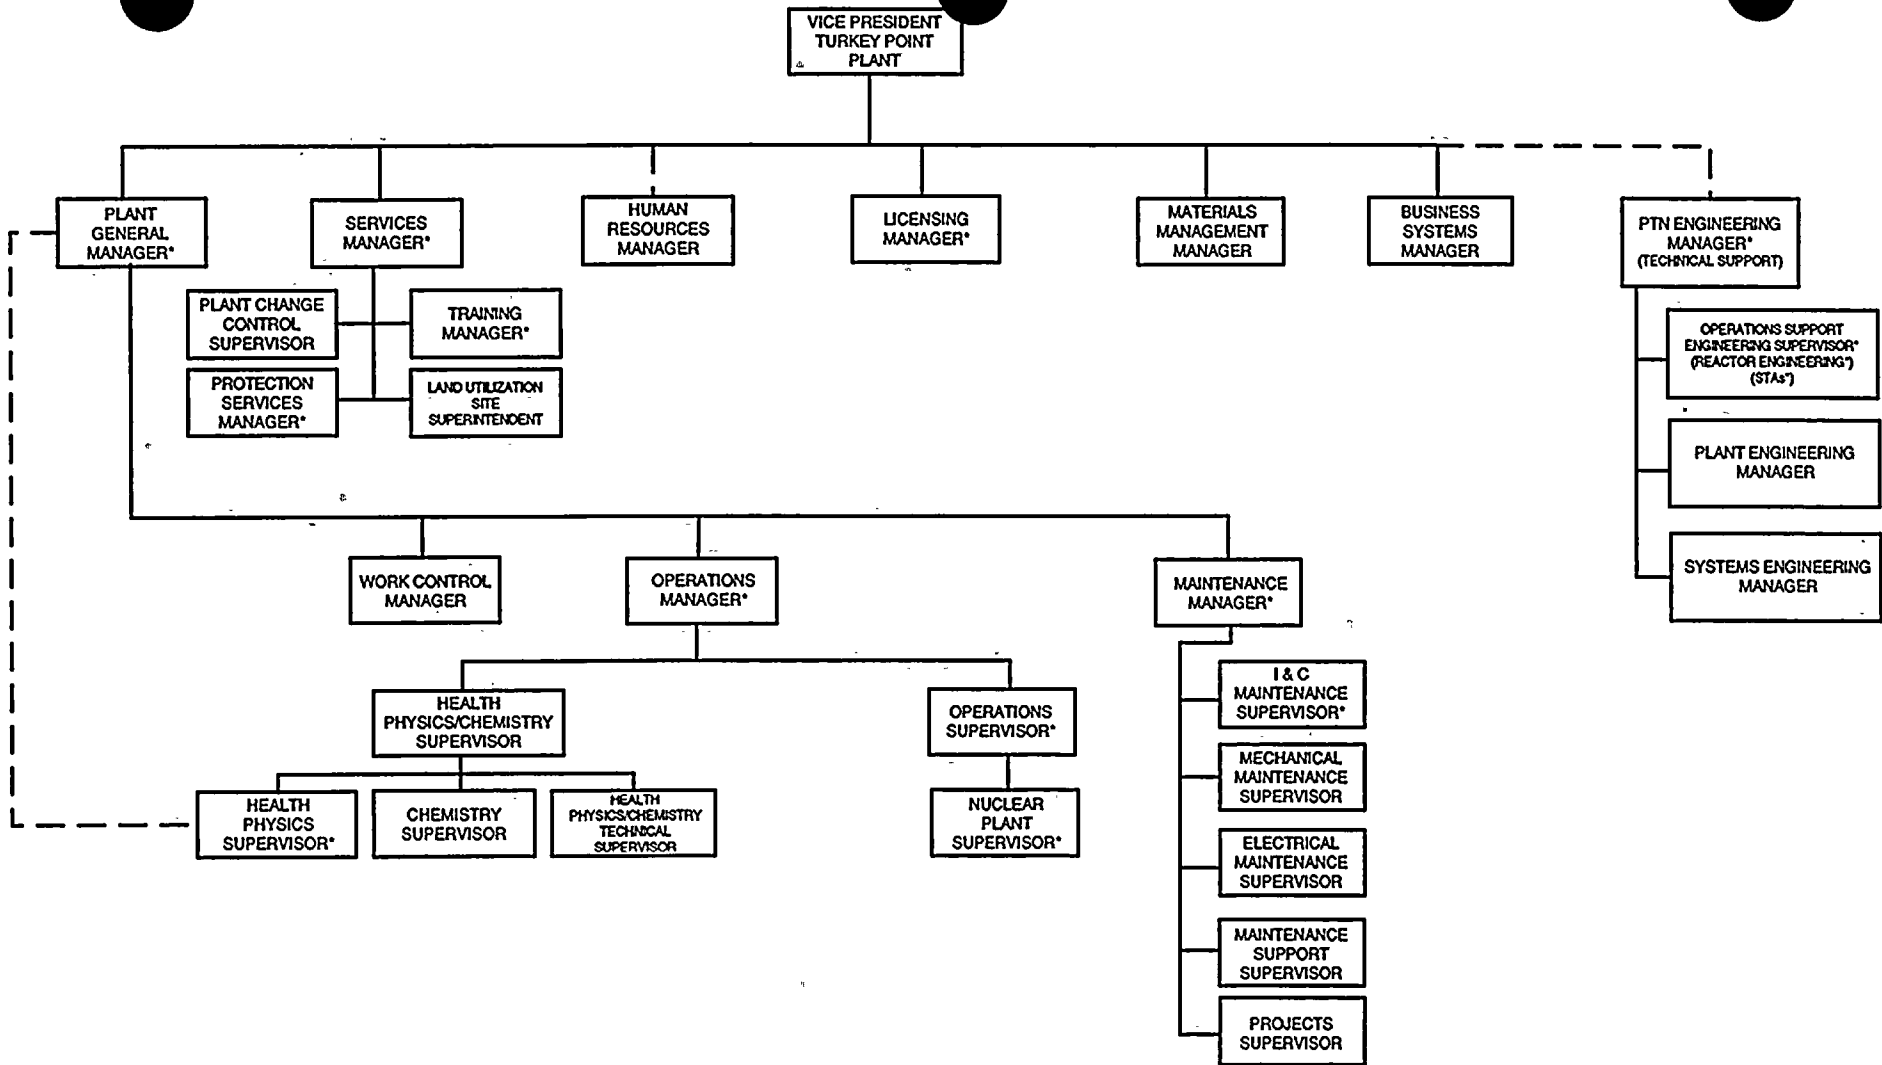 VICE PRESIDENT
TURKEY POINT
PLANT
PLANT
GENERAL
MANAGER*
SERVICES
MANAGER*
HUMAN
RESOURCES
MANAGER
LICENSING
MANAGER*
MATERIALS
MANAGEMENT
MANAGER
BUSINESS
SYSTEMS
MANAGER
PTN ENGINEERING
MANAGER*
(TECHNICAL SUPPORT)
PLANT CHANGE
CONTROL
SUPERVISOR
TRAINING
MANAGER*
PROTECTION
SERVICES
MANAGER*
LAND UTILIZATION
SITE
SUPERINTENDENT
OPERATIONS SUPPORT
ENGINEERING SUPERVISOR*
(REACTOR ENGINEERING*)
(STAs*)
PLANT ENGINEERING
MANAGER
SYSTEMS ENGINEERING
MANAGER
WORK CONTROL
MANAGER
OPERATIONS
MANAGER*
MAINTENANCE
MANAGER*
HEALTH
PHYSICS/CHEMISTRY
SUPERVISOR
OPERATIONS
SUPERVISOR*
HEALTH
PHYSICS
SUPERVISOR*
CHEMISTRY
SUPERVISOR
HEALTH
PHYSICS/CHEMISTRY
TECHNICAL
SUPERVISOR
NUCLEAR
PLANT
SUPERVISOR*
I & C
MAINTENANCE
SUPERVISOR*
MECHANICAL
MAINTENANCE
SUPERVISOR
ELECTRICAL
MAINTENANCE
SUPERVISOR
MAINTENANCE
SUPPORT
SUPERVISOR
PROJECTS
SUPERVISOR